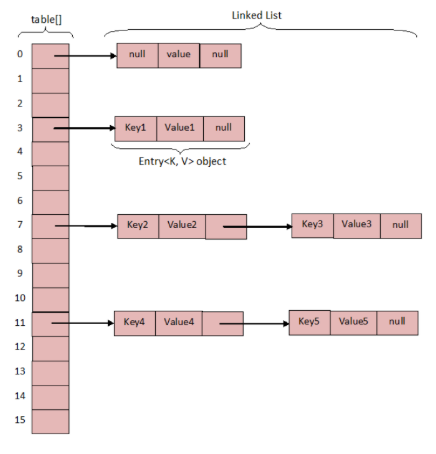 table[]
Linked List
0
null value null
1
2
3
Key1 Value1 null
4
Entry<K, V> object
5
6
7
Key2 Value2
Key3 Value3 null
8
9
10
11
Key4 Value4
Key5 Value5 null
12
13
14
15